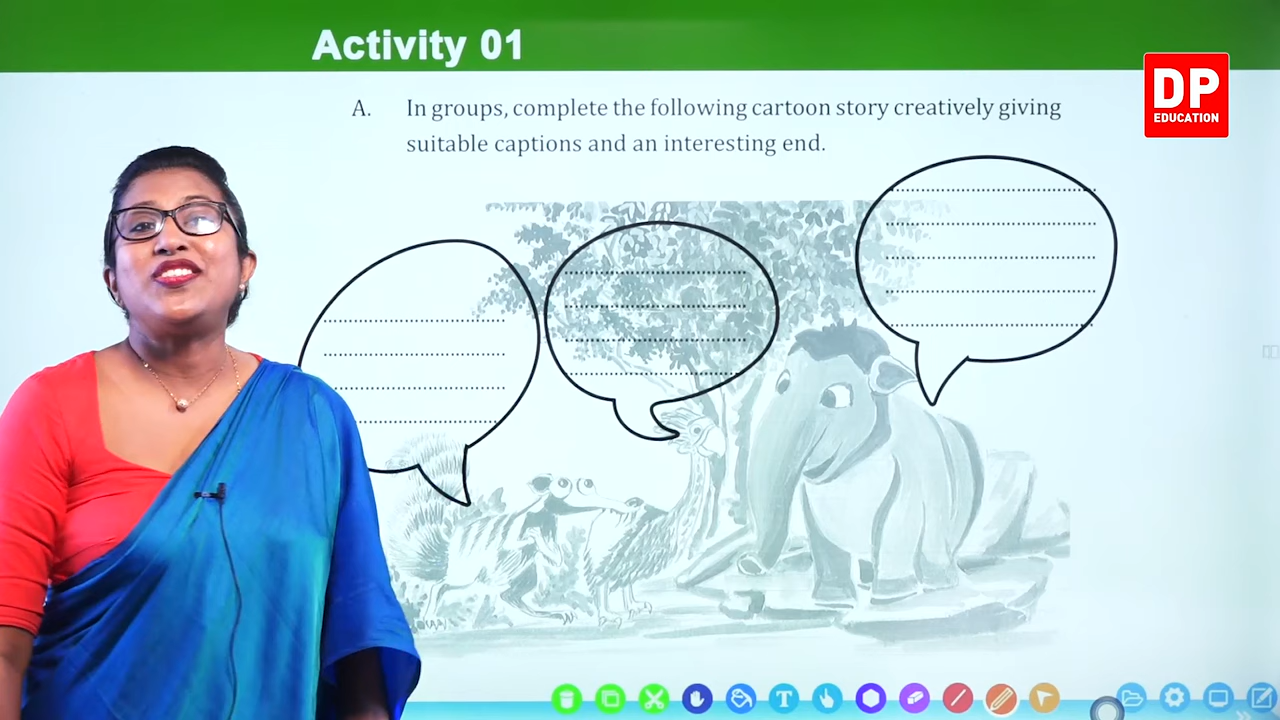 Activity 01
DP
EDUCATION
A. In groups, complete the following cartoon story creatively giving
suitable captions and an interesting end.
T